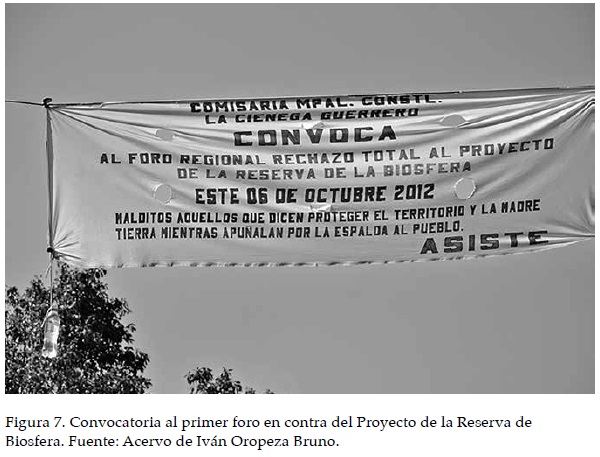 COMISARIA MPAL. CONSTL.
LA CIENEGA GUERRERO
CONVOCA
AL FORO REGIONAL RECHAZO TOTAL AL PROYECTO
DE LA RESERVA DE LA BIOSFERA
ESTE 06 DE OCTUBRE 2012
MALDITOS AQUELLOS QUE DICEN PROTEGER EL TERRITORIO Y LA MADRE
TIERRA MIENTRAS APUÑALAN POR LA ESPALDA AL PUEBLO.
ASISTE
Figura 7. Convocatoria al primer foro en contra del Proyecto de la Reserva de
Biosfera. Fuente: Acervo de Iván Oropeza Bruno.